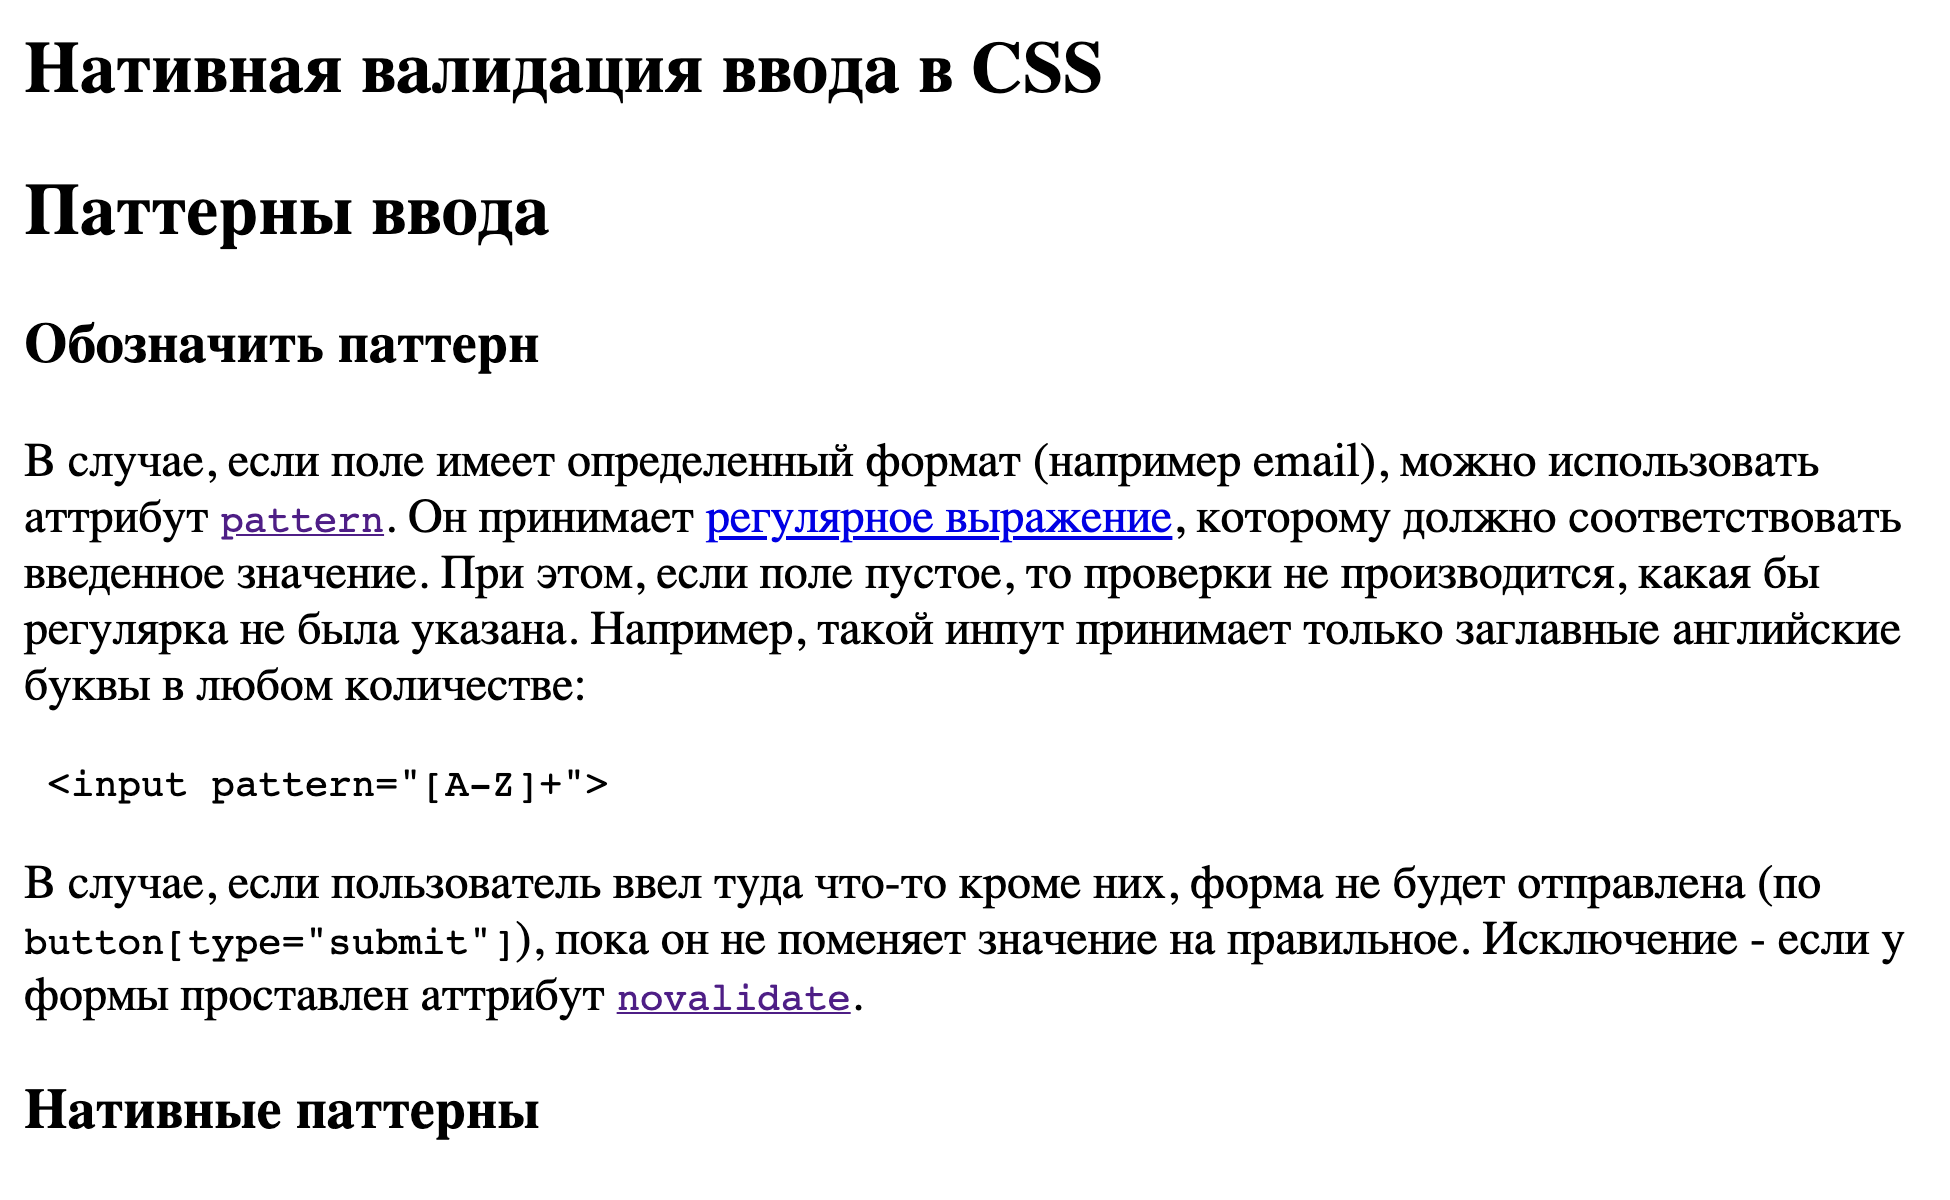 Нативная валидация ввода в CSS
Паттерны ввода
Обозначить паттерн
В случае, если поле имеет определенный формат (например email), можно использовать
аттрибут pattern. Он принимает регулярное выражение, которому должно соответствовать
введенное значение. При этом, если поле пустое, то проверки не производится, какая бы
регулярка не была указана. Например, такой инпут принимает только заглавные английские
буквы в любом количестве:
<input pattern="[A-Z]+">
В случае, если пользователь ввел туда что-то кроме них, форма не будет отправлена (по
button[type="submit"]), пока он не поменяет значение на правильное. Исключение - если у
формы проставлен аттрибут novalidate.
Нативные паттерны